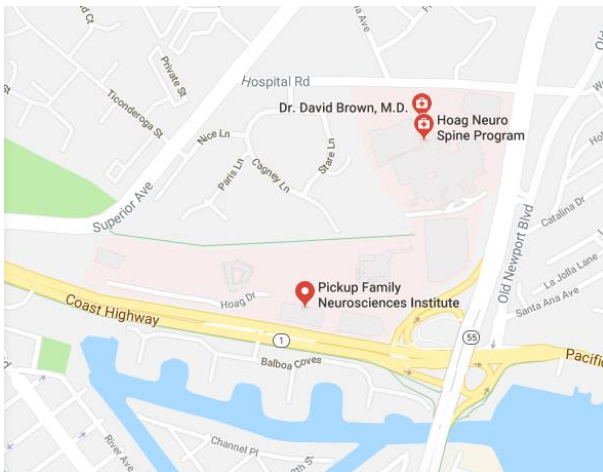 Hospital Rd
Dr. David Brown, M.D.
Hoag Neuro
Spine Program
Private St
Ticonderoga St
Nice Ln
Stare Ln
Paris Ln
Cagney Ln
Superior Ave
Catalina Dr
Old Newport Blvd
La Jolla Lane
Santa Ana Ave
Pickup Family
Neurosciences Institute
Hoag Dr
Coast Highway
1
55
Balboa Coves
Pacific
Channel Pl
River Ave